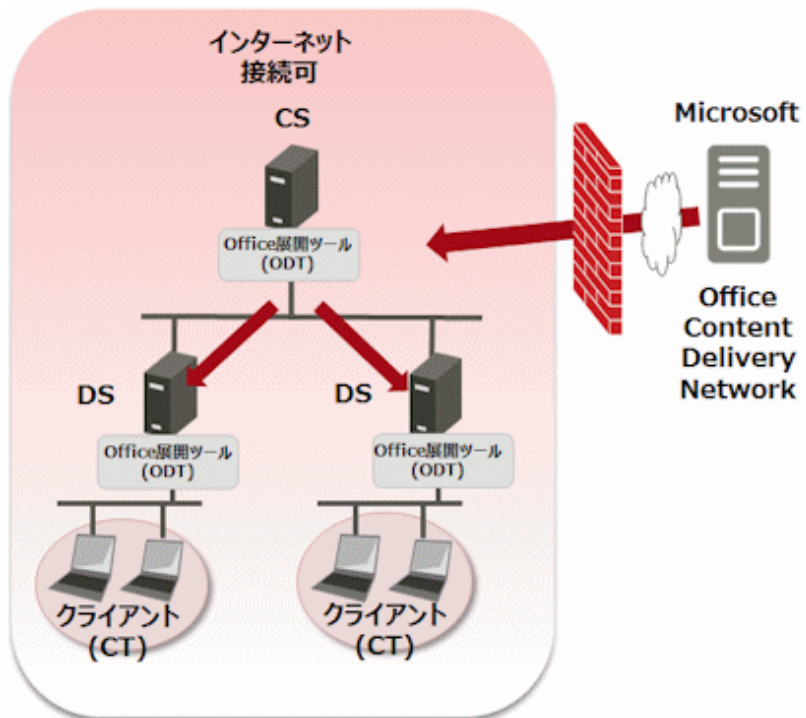 インターネット
接続可
CS
Office展開ツール
(ODT)
Microsoft
Office
Content
Delivery
Network
DS
Office展開ツール
(ODT)
DS
Office展開ツール
(ODT)
クライアント
(CT)
クライアント
(CT)